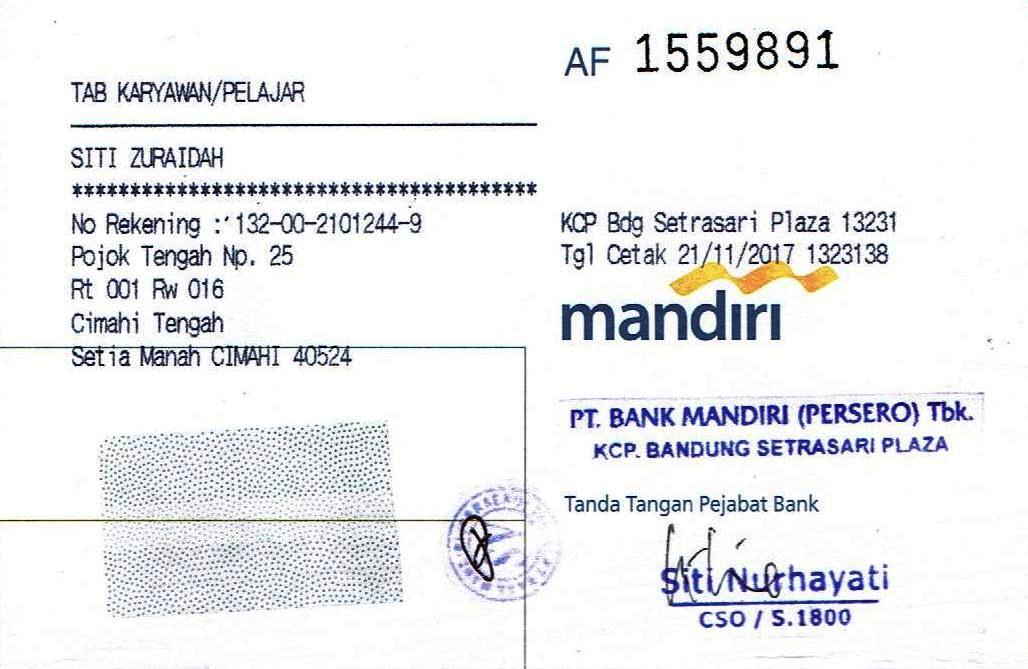 AF 1559891
TAB KARYAWAN/PELAJAR
SITI ZURAIDAH
****************************************
No Rekening : 132-00-2101244-9
Pojok Tengah Np. 25
Rt 001 Rw 016
Cimahi Tengah
Setia Manah CIMAHI 40524
KCP Bdg Setrasari Plaza 13231
Tgl Cetak 21/11/2017 1323138
mandiri
PT. BANK MANDIRI (PERSERO) Tbk.
KCP. BANDUNG SETRASARI PLAZA
Tanda Tangan Pejabat Bank
Siti Nurhayati
CSO / S.1800